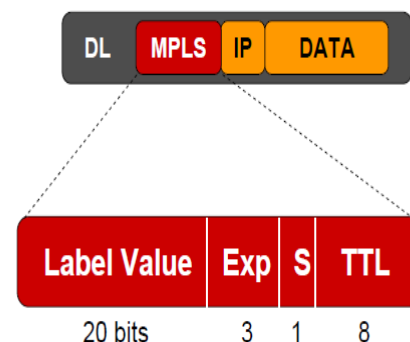 DL MPLS IP DATA
Label Value Exp S TTL
20 bits 3 1 8